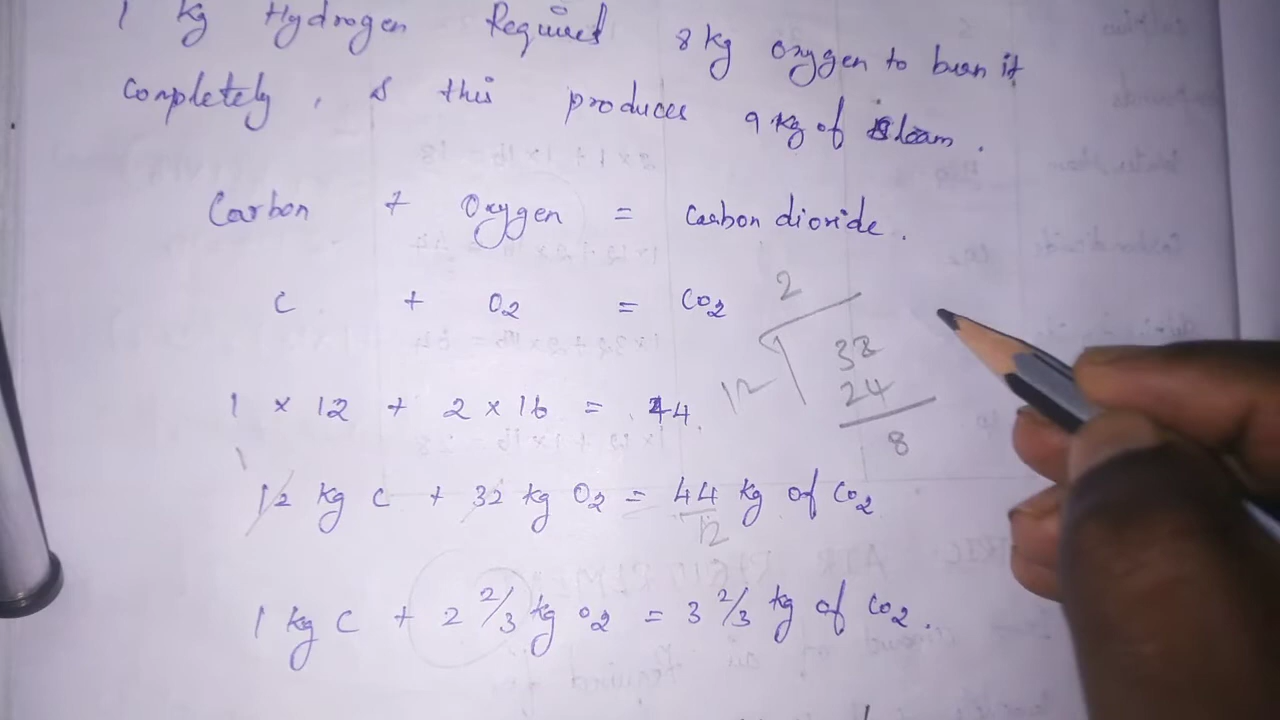 1 kg Hydrogen Requires 8 kg oxygen to burn it
completely, & this produces 9 kg of steam.
Carbon + Oxygen = Carbon dioxide.
C + O2 = CO2
1 × 12 + 2 × 16 = 44.
12 kg C + 32 kg O2 = 44 kg of CO2
12
1 kg C + 2 2/3 kg O2 = 3 2/3 kg of CO2.
2
12 32
24
8